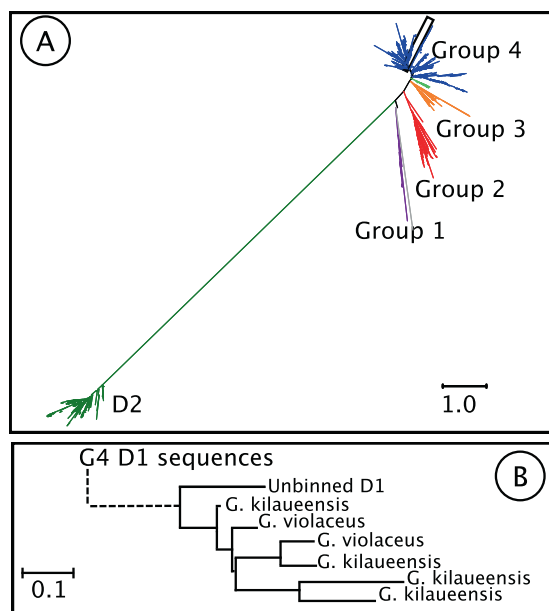 A
Group 4
Group 3
Group 2
Group 1
D2
1.0
G4 D1 sequences
B
Unbinned D1
G. kilaueensis
G. violaceus
G. violaceus
G. kilaueensis
G. kilaueensis
G. kilaueensis
0.1